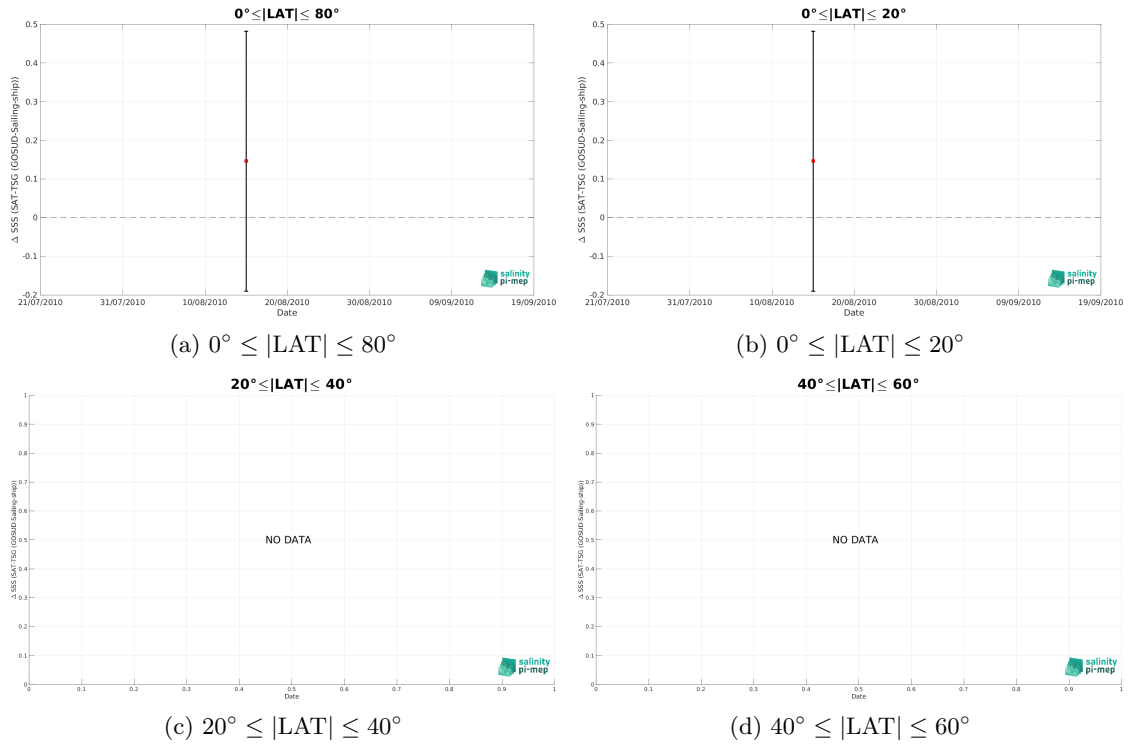 0°≤|LAT|≤ 80°
0.5
0.4
0.3
0.2
0.1
0
-0.1
-0.2
Δ SSS (SAT-TSG (GOSUD-Sailing-ship))
21/07/2010 31/07/2010 10/08/2010 20/08/2010 30/08/2010 09/09/2010 19/09/2010
Date
salinity
pi-mep
(a) 0° ≤ |LAT| ≤ 80°
0°≤|LAT|≤ 20°
0.5
0.4
0.3
0.2
0.1
0
-0.1
-0.2
Δ SSS (SAT-TSG (GOSUD-Sailing-ship))
21/07/2010 31/07/2010 10/08/2010 20/08/2010 30/08/2010 09/09/2010 19/09/2010
Date
salinity
pi-mep
(b) 0° ≤ |LAT| ≤ 20°
20°≤|LAT|≤ 40°
1
0.9
0.8
0.7
0.6
0.5
0.4
0.3
0.2
0.1
0
Δ SSS (SAT-TSG (GOSUD-Sailing-ship))
NO DATA
0 0.1 0.2 0.3 0.4 0.5 0.6 0.7 0.8 0.9 1
Date
salinity
pi-mep
(c) 20° ≤ |LAT| ≤ 40°
40°≤|LAT|≤ 60°
1
0.9
0.8
0.7
0.6
0.5
0.4
0.3
0.2
0.1
0
Δ SSS (SAT-TSG (GOSUD-Sailing-ship))
NO DATA
0 0.1 0.2 0.3 0.4 0.5 0.6 0.7 0.8 0.9 1
Date
salinity
pi-mep
(d) 40° ≤ |LAT| ≤ 60°